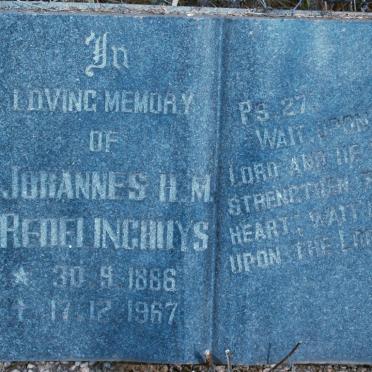 In
LOVING MEMORY
OF
JOHANNES H.M.
REDELINGHUYS
* 30.9.1886
† 17.12.1967
PS. 27:
WAIT UPON
LORD AND HE
STRENGTHEN
HEART; WAIT
UPON THE LORD